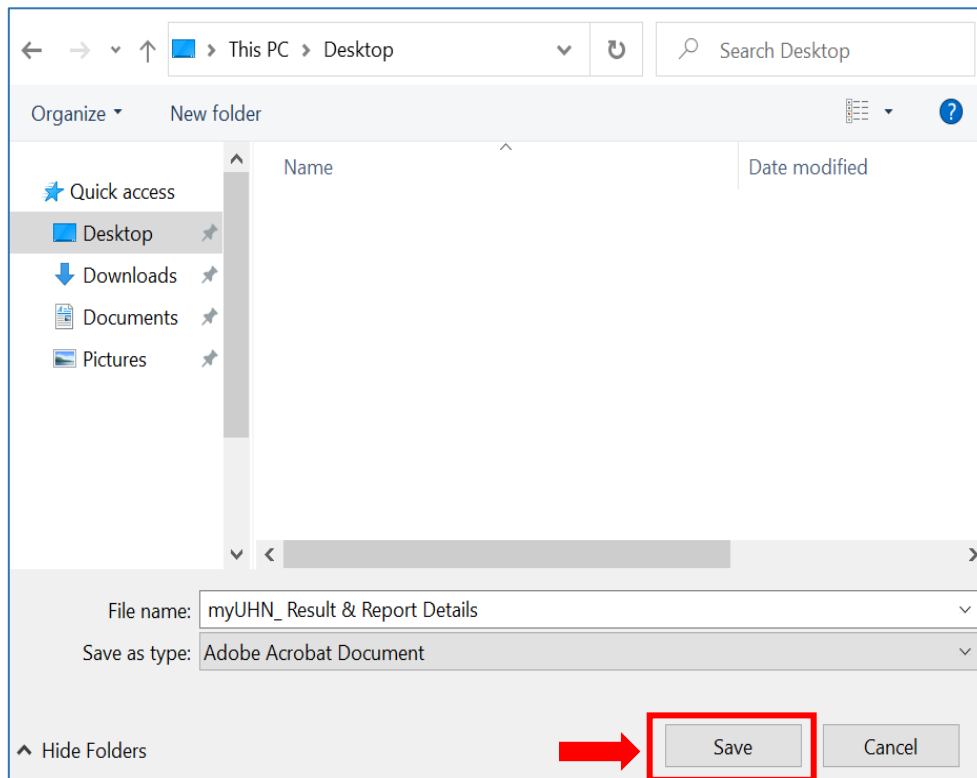 This PC > Desktop
Search Desktop
Organize
New folder
?
Name
Date modified
Quick access
Desktop
Downloads
Documents
Pictures
File name: myUHN_ Result & Report Details
Save as type: Adobe Acrobat Document
Hide Folders
Save
Cancel